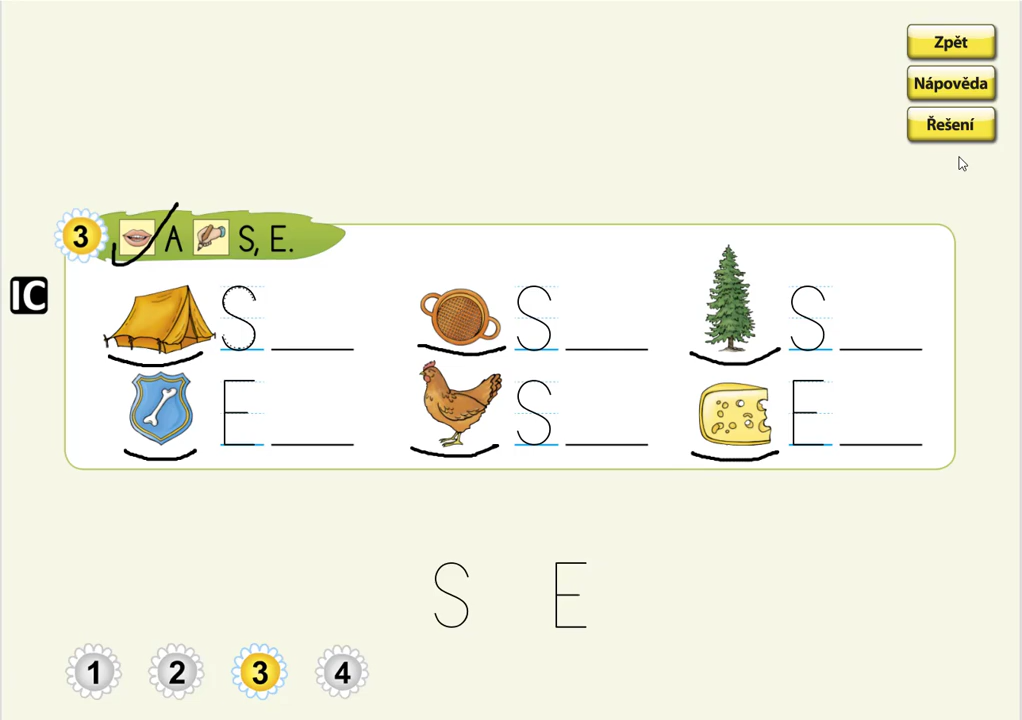 Zpět
Nápověda
Řešení
3 A S, E.
IC
S S S
E S E
S E
1 2 3 4